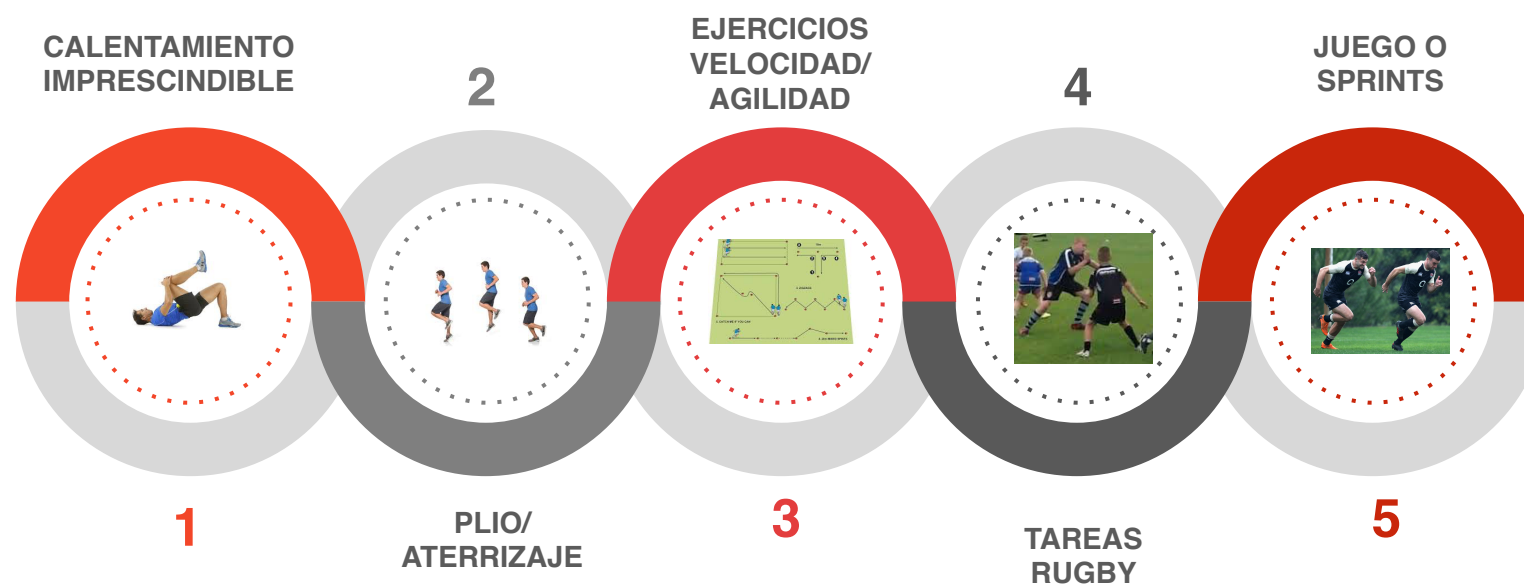 CALENTAMIENTO
IMPRESCINDIBLE
1
2
PLIO/
ATERRIZAJE
EJERCICIOS
VELOCIDAD/
AGILIDAD
3
4
TAREAS
RUGBY
JUEGO O
SPRINTS
5